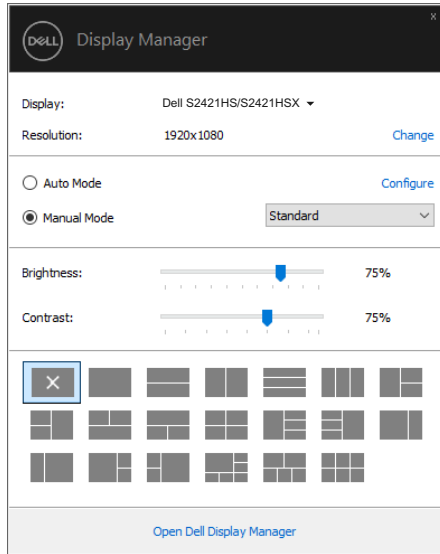 x
DELL Display Manager
Display: Dell S2421HS/S2421HSX
Resolution: 1920x1080 Change
Auto Mode Configure
Manual Mode Standard
Brightness: 75%
Contrast: 75%
Open Dell Display Manager